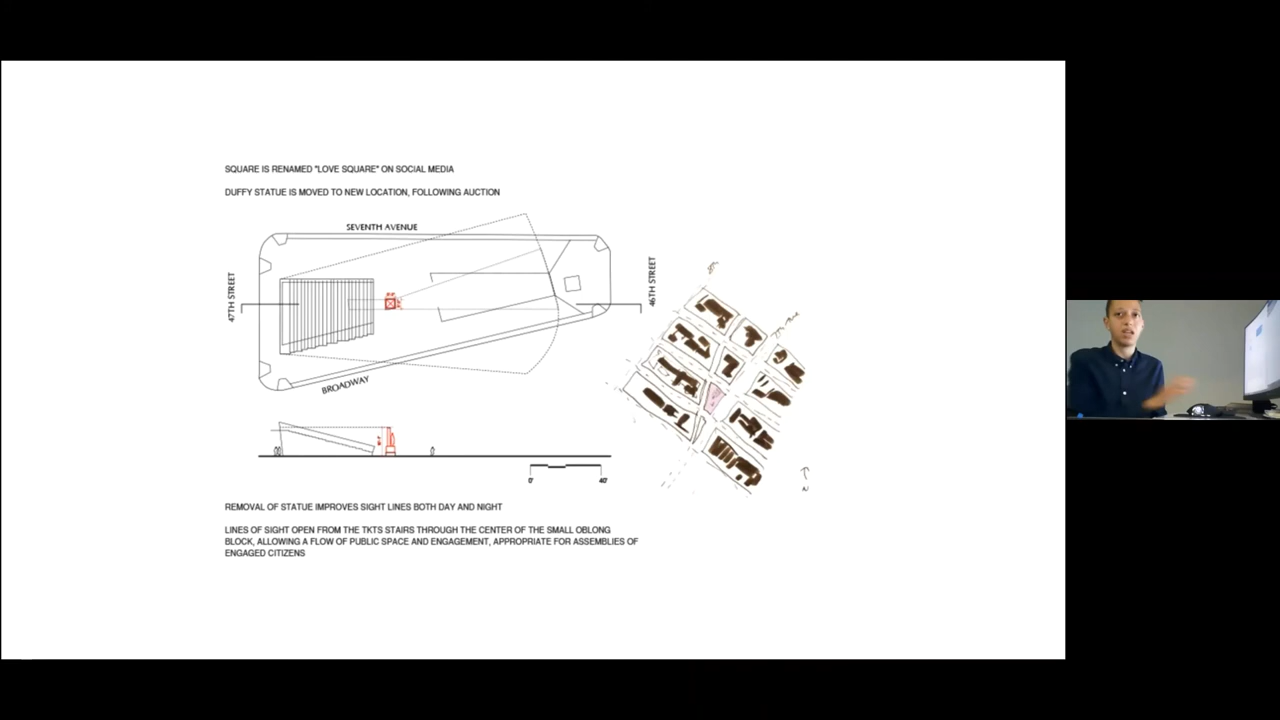 SQUARE IS RENAMED "LOVE SQUARE" ON SOCIAL MEDIA
DUFFY STATUE IS MOVED TO NEW LOCATION, FOLLOWING AUCTION
SEVENTH AVENUE
47TH STREET
46TH STREET
BROADWAY
7th Ave
0'
40'
N
REMOVAL OF STATUE IMPROVES SIGHT LINES BOTH DAY AND NIGHT
LINES OF SIGHT OPEN FROM THE TKTS STAIRS THROUGH THE CENTER OF THE SMALL OBLONG
BLOCK, ALLOWING A FLOW OF PUBLIC SPACE AND ENGAGEMENT, APPROPRIATE FOR ASSEMBLIES OF
ENGAGED CITIZENS